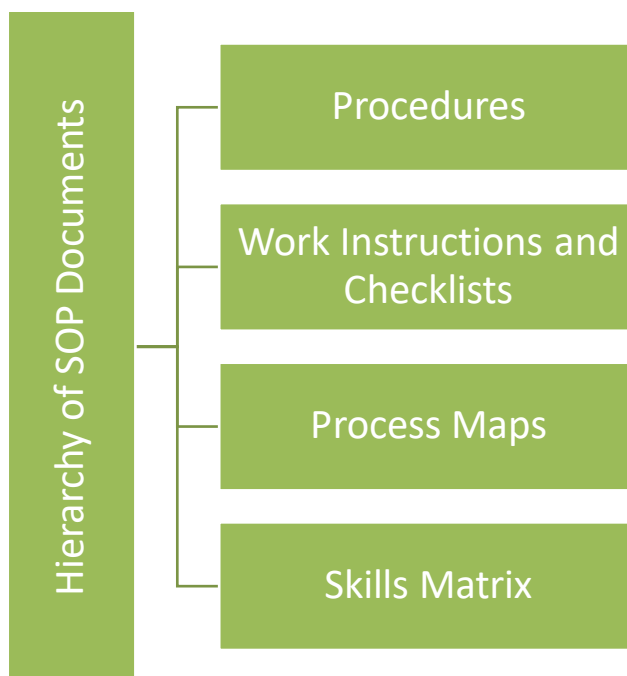 Hierarchy of SOP Documents
Procedures
Work Instructions and
Checklists
Process Maps
Skills Matrix